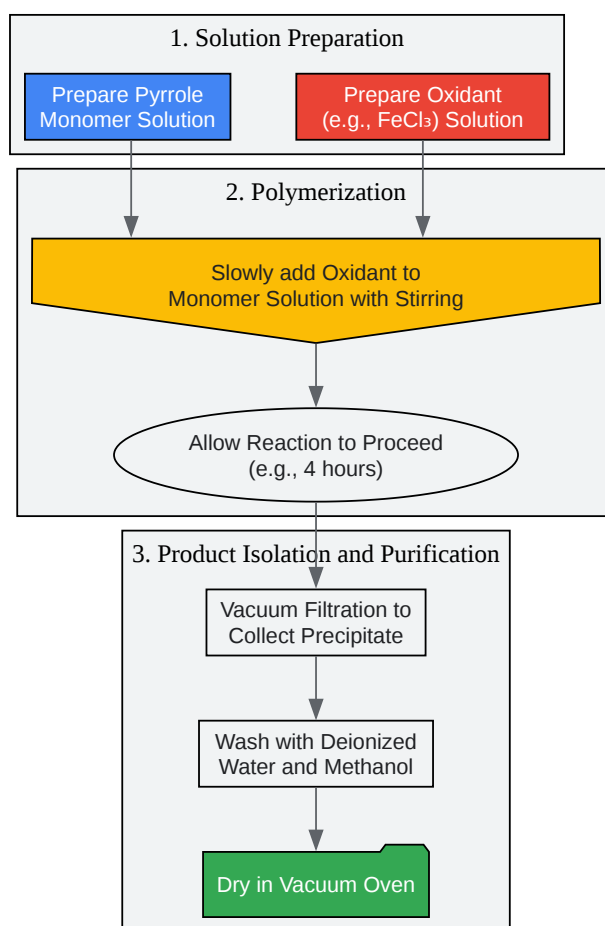 1. Solution Preparation
Prepare Pyrrole
Monomer Solution
Prepare Oxidant
(e.g., FeCl₃) Solution
2. Polymerization
Slowly add Oxidant to
Monomer Solution with Stirring
Allow Reaction to Proceed
(e.g., 4 hours)
3. Product Isolation and Purification
Vacuum Filtration to
Collect Precipitate
Wash with Deionized
Water and Methanol
Dry in Vacuum Oven